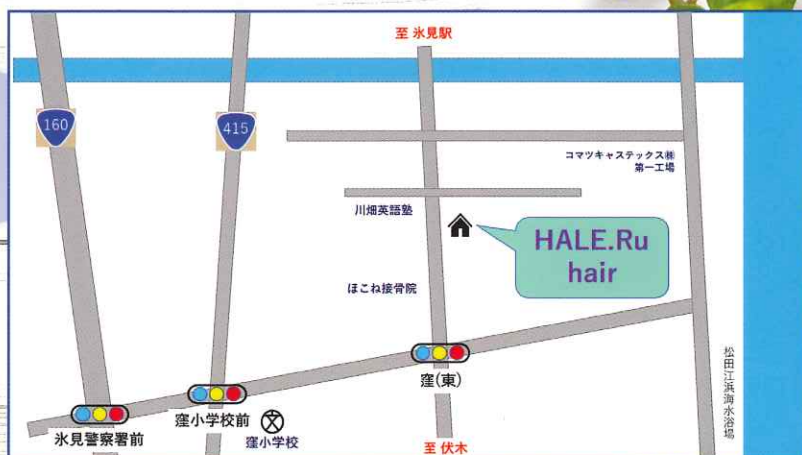 至 氷見駅
160
415
コマツキャステックス㈱
第一工場
川畑英語塾
HALE.Ru
hair
ほこね接骨院
窪(東)
松田江浜海水浴場
窪小学校前
氷見警察署前
窪小学校
至 伏木